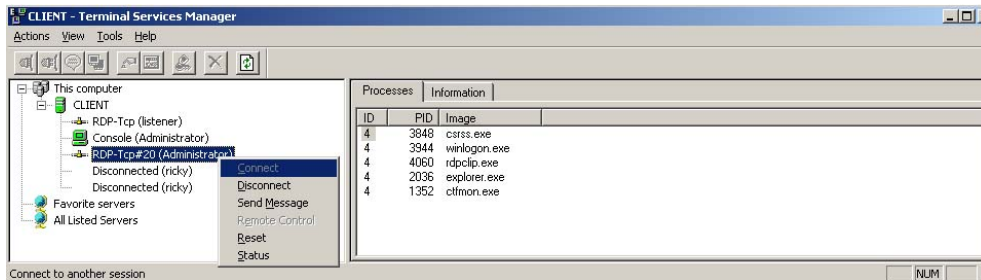 CLIENT - Terminal Services Manager
Actions View Tools Help
This computer
CLIENT
RDP-Tcp (listener)
Console (Administrator)
RDP-Tcp#20 (Administrator)
Disconnected (ricky)
Disconnected (ricky)
Favorite servers
All Listed Servers
Connect
Disconnect
Send Message
Remote Control
Reset
Status
Processes Information
ID PID Image
4 3848 csrss.exe
4 3944 winlogon.exe
4 4060 rdpclip.exe
4 2036 explorer.exe
4 1352 ctfmon.exe
Connect to another session
NUM